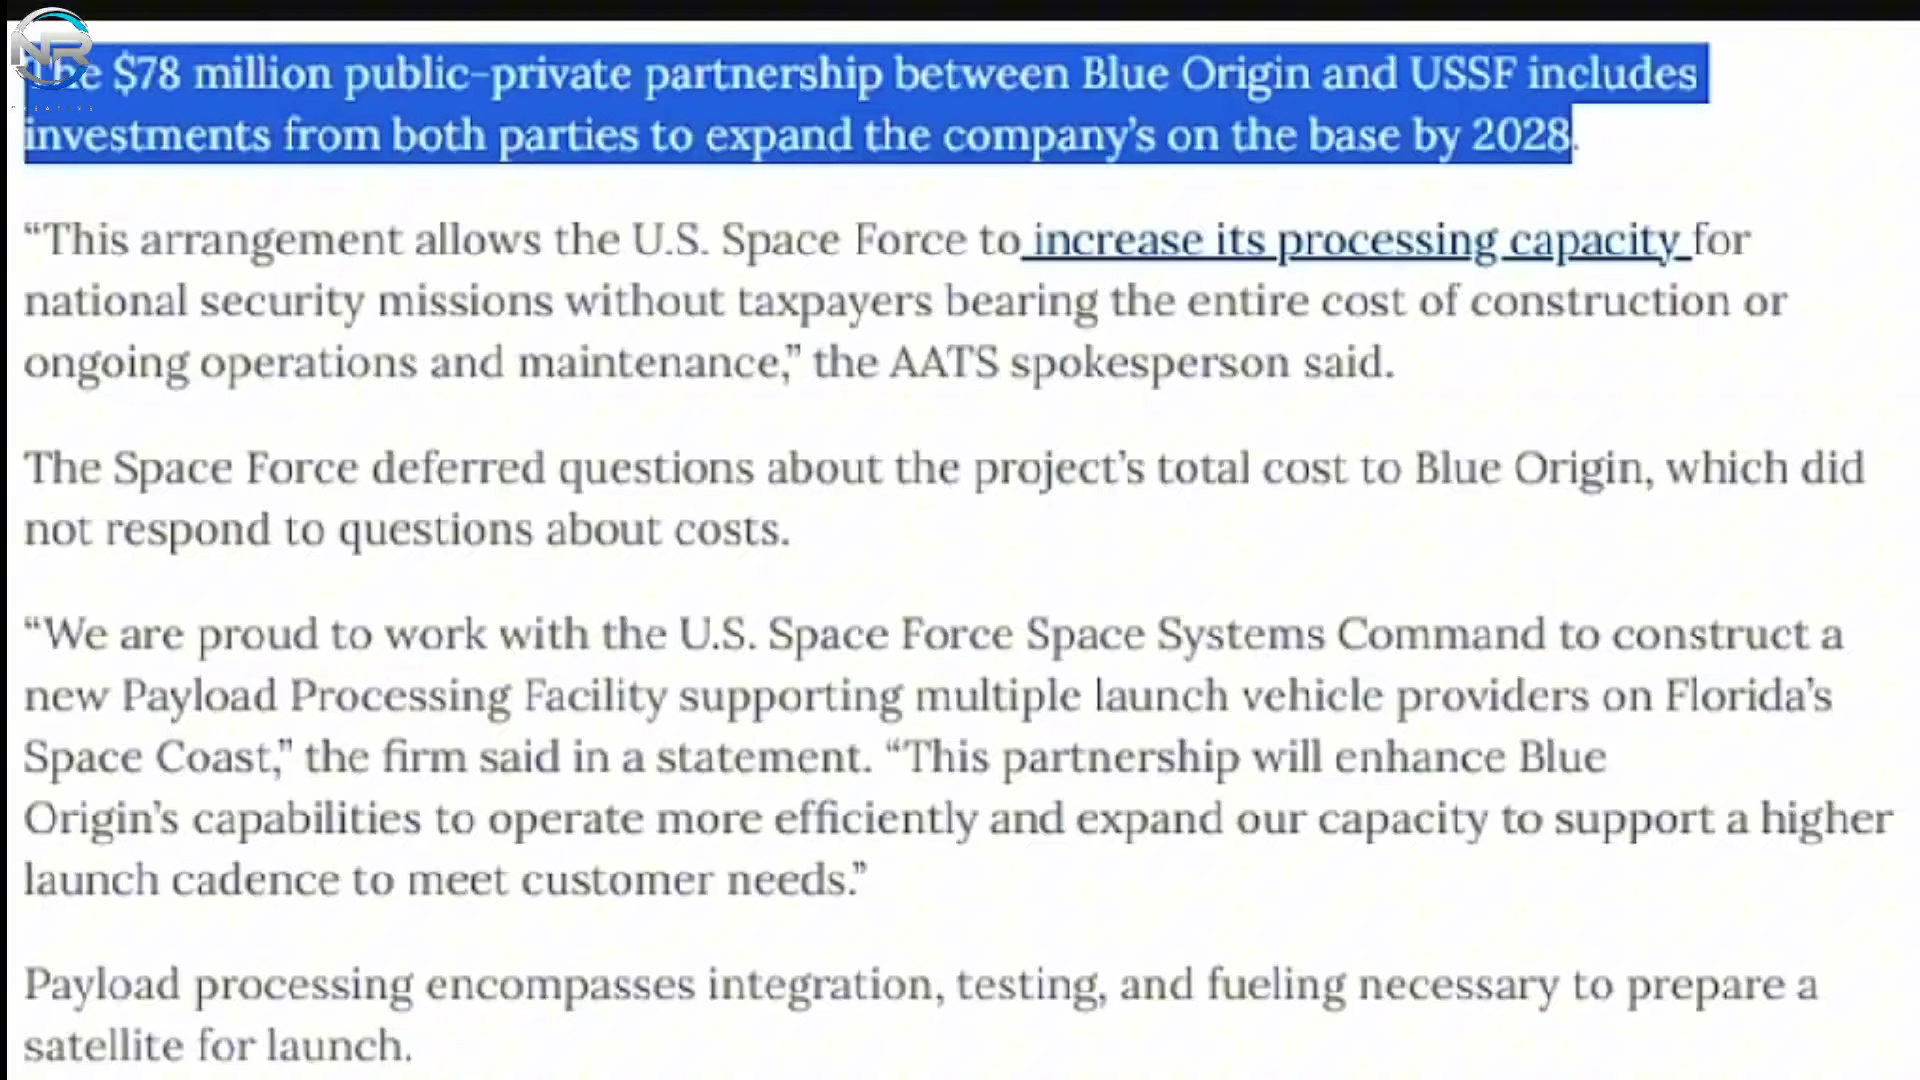 NR
CREATIVE
The $78 million public-private partnership between Blue Origin and USSF includes
investments from both parties to expand the company’s on the base by 2028.
“This arrangement allows the U.S. Space Force to increase its processing capacity for
national security missions without taxpayers bearing the entire cost of construction or
ongoing operations and maintenance,” the AATS spokesperson said.
The Space Force deferred questions about the project’s total cost to Blue Origin, which did
not respond to questions about costs.
“We are proud to work with the U.S. Space Force Space Systems Command to construct a
new Payload Processing Facility supporting multiple launch vehicle providers on Florida’s
Space Coast,” the firm said in a statement. “This partnership will enhance Blue
Origin’s capabilities to operate more efficiently and expand our capacity to support a higher
launch cadence to meet customer needs.”
Payload processing encompasses integration, testing, and fueling necessary to prepare a
satellite for launch.